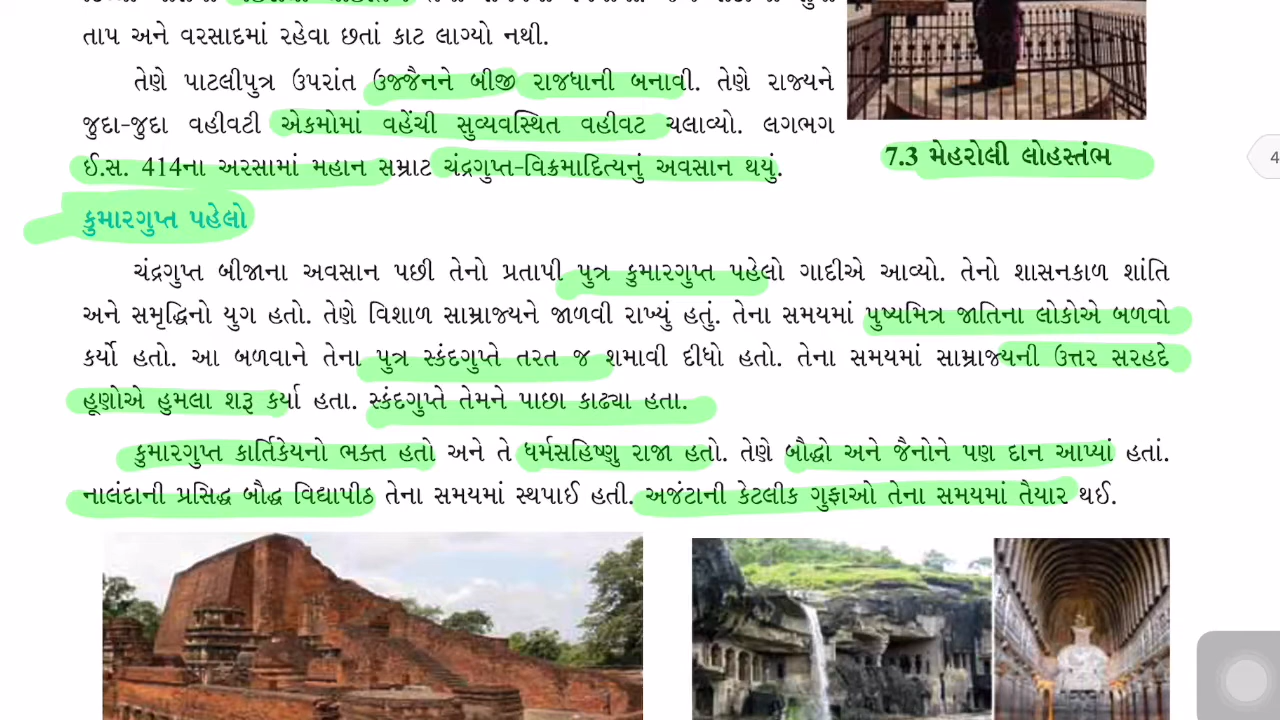 તાપ અને વરસાદમાં રહેવા છતાં કાટ લાગ્યો નથી.
તેણે પાટલીપુત્ર ઉપરાંત ઉજ્જૈનને બીજી રાજધાની બનાવી. તેણે રાજ્યને
જુદા-જુદા વહીવટી એકમોમાં વહેંચી સુવ્યવસ્થિત વહીવટ ચલાવ્યો. લગભગ
ઈ.સ. 414ના અરસામાં મહાન સમ્રાટ ચંદ્રગુપ્ત-વિક્રમાદિત્યનું અવસાન થયું.
7.3 મેહરોલી લોહસ્તંભ
4
કુમારગુપ્ત પહેલો
ચંદ્રગુપ્ત બીજાના અવસાન પછી તેનો પ્રતાપી પુત્ર કુમારગુપ્ત પહેલો ગાદીએ આવ્યો. તેનો શાસનકાળ શાંતિ
અને સમૃદ્ધિનો યુગ હતો. તેણે વિશાળ સામ્રાજ્યને જાળવી રાખ્યું હતું. તેના સમયમાં પુષ્યમિત્ર જાતિના લોકોએ બળવો
કર્યો હતો. આ બળવાને તેના પુત્ર સ્કંદગુપ્તે તરત જ શમાવી દીધો હતો. તેના સમયમાં સામ્રાજ્યની ઉત્તર સરહદે
હૂણોએ હુમલા શરૂ કર્યા હતા. સ્કંદગુપ્તે તેમને પાછા કાઢ્યા હતા.
કુમારગુપ્ત કાર્તિકેયનો ભક્ત હતો અને તે ધર્મસહિષ્ણુ રાજા હતો. તેણે બૌદ્ધો અને જૈનોને પણ દાન આપ્યાં હતાં.
નાલંદાની પ્રસિદ્ધ બૌદ્ધ વિદ્યાપીઠ તેના સમયમાં સ્થપાઈ હતી. અજંટાની કેટલીક ગુફાઓ તેના સમયમાં તૈયાર થઈ.